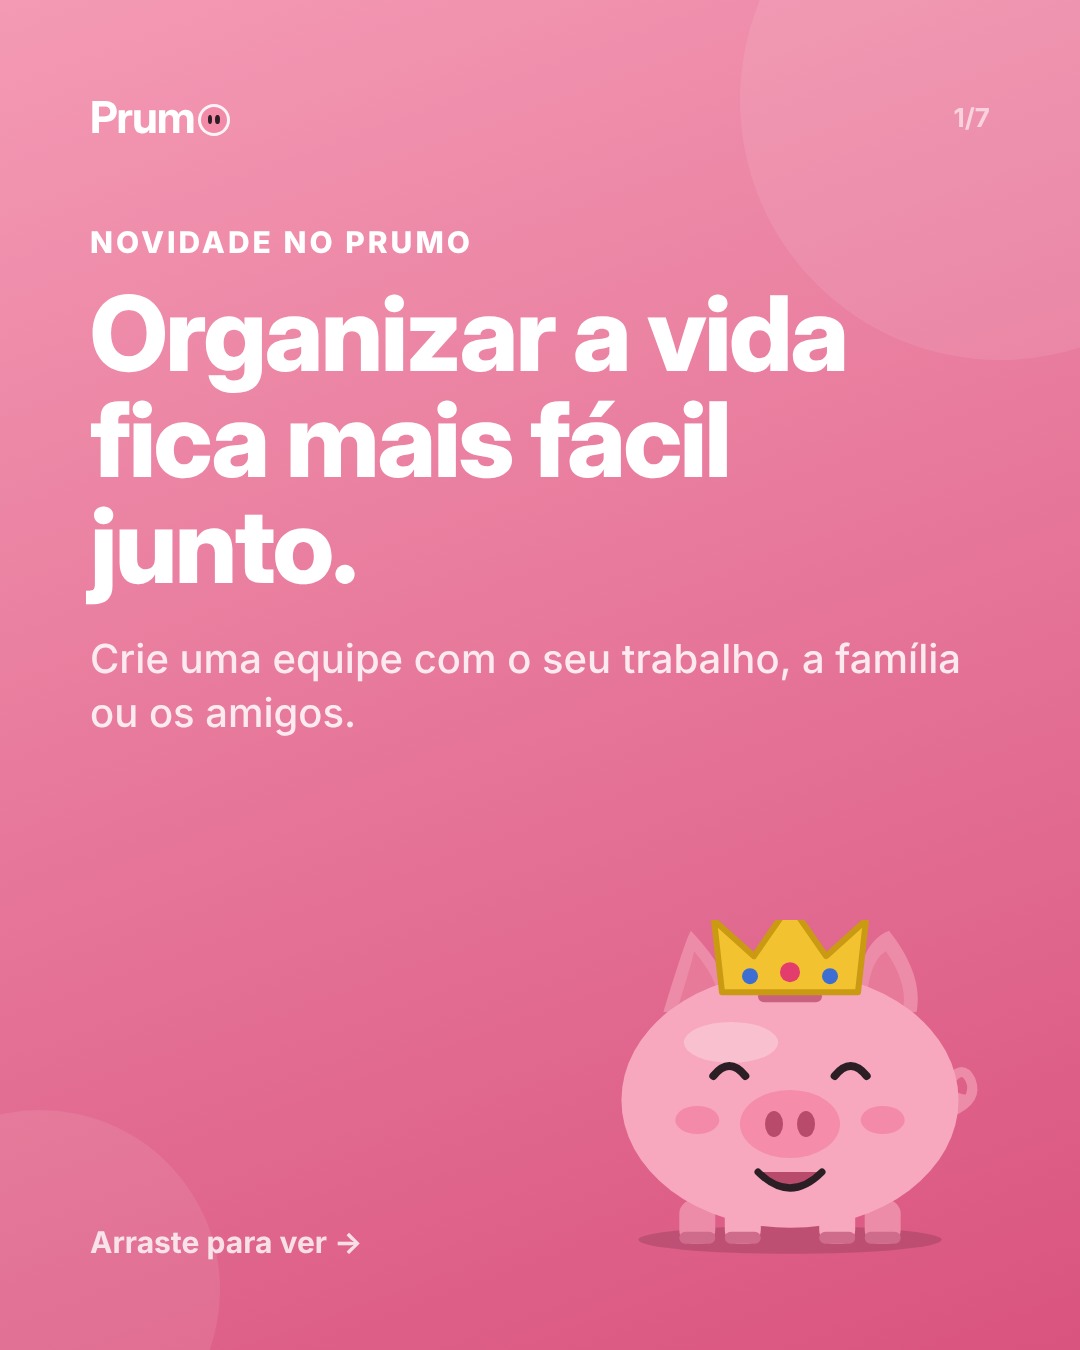 Prumo
1/7
NOVIDADE NO PRUMO
Organizar a vida
fica mais fácil
junto.
Crie uma equipe com o seu trabalho, a família
ou os amigos.
Arraste para ver →